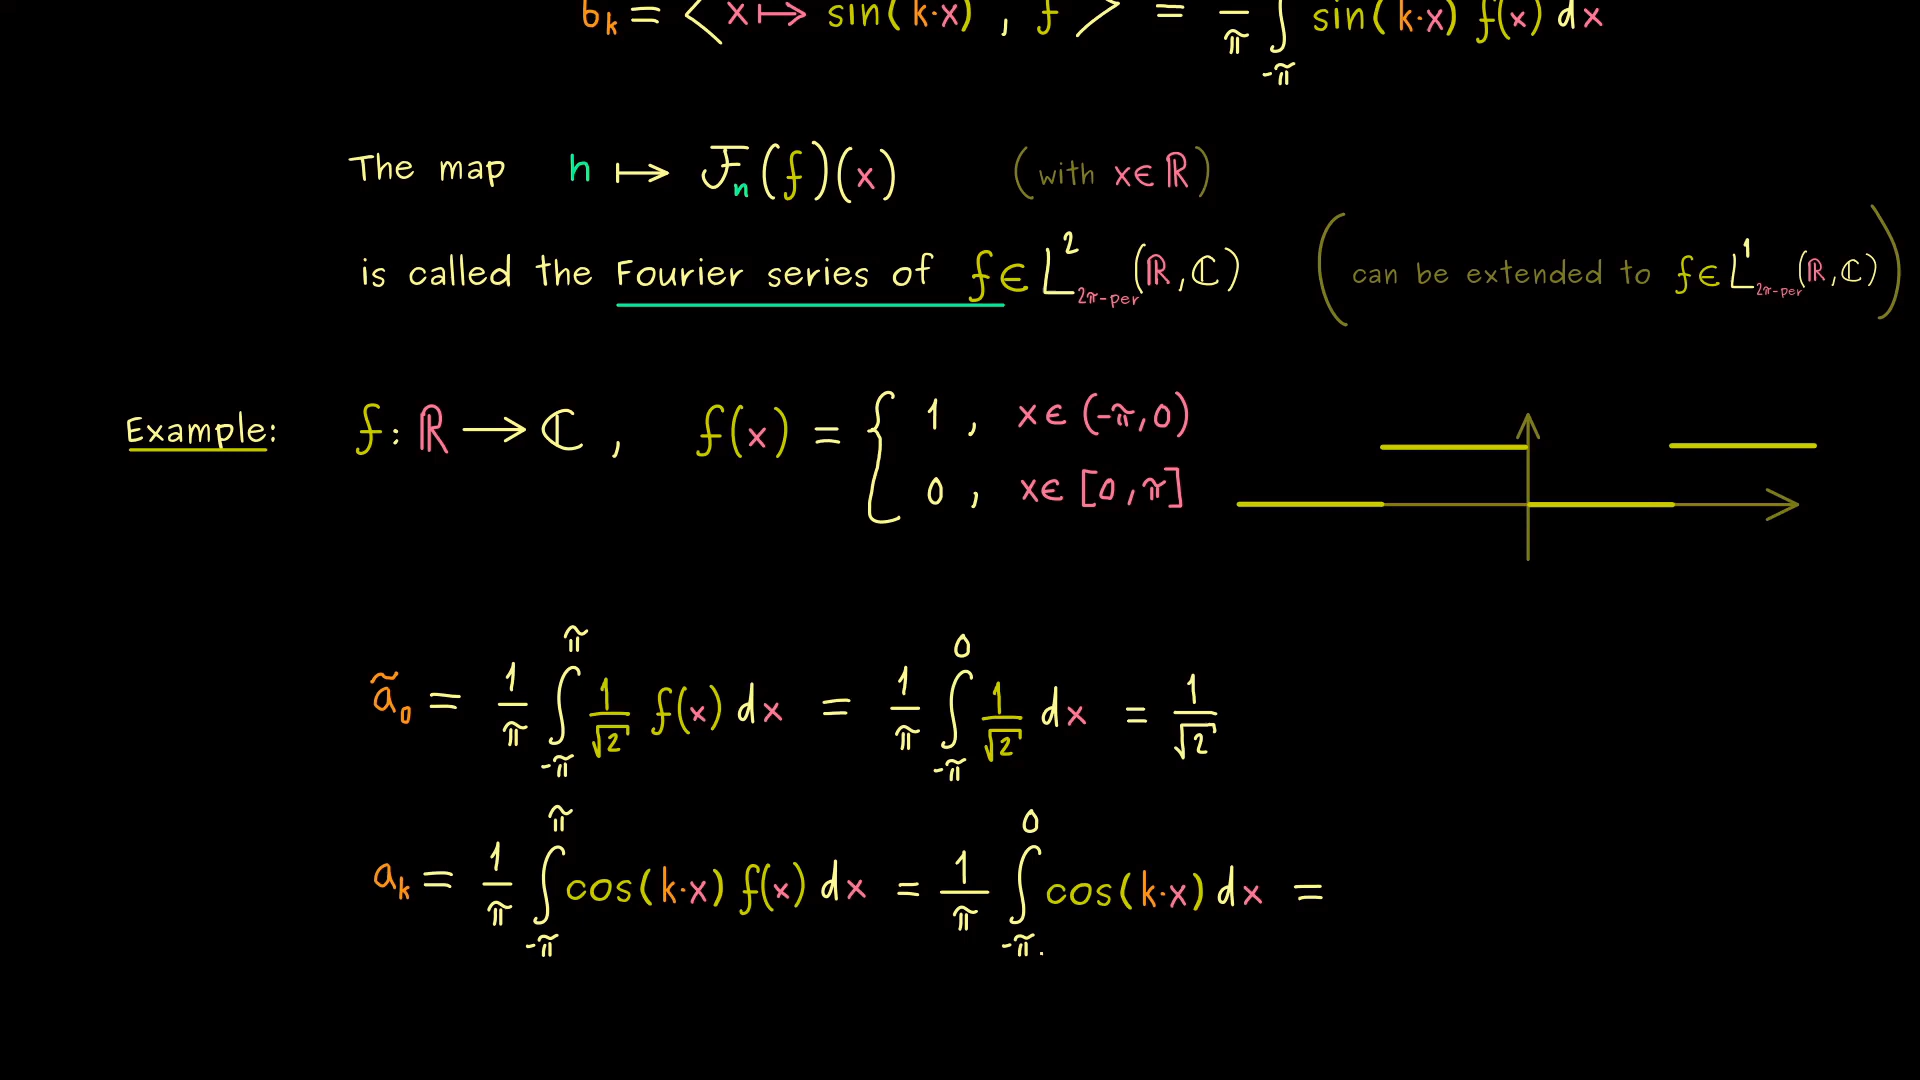 b_k = ⟨ x ↦ sin(k·x) , f ⟩ = 1/π ∫_{-π} sin(k·x) f(x) dx
The map n ↦ ℱ_n(f)(x) (with x∈ℝ)
is called the Fourier series of f∈L²_{2π-per}(ℝ,ℂ) (can be extended to f∈L¹_{2π-per}(ℝ,ℂ))
Example: f: ℝ ⟶ ℂ , f(x) = { 1 , x∈(-π,0)
0 , x∈[0,π]
ã_0 = 1/π ∫_{-π}^{π} 1/√2 f(x) dx = 1/π ∫_{-π}^{0} 1/√2 dx = 1/√2
a_k = 1/π ∫_{-π}^{π} cos(k·x) f(x) dx = 1/π ∫_{-π}^{0} cos(k·x) dx =